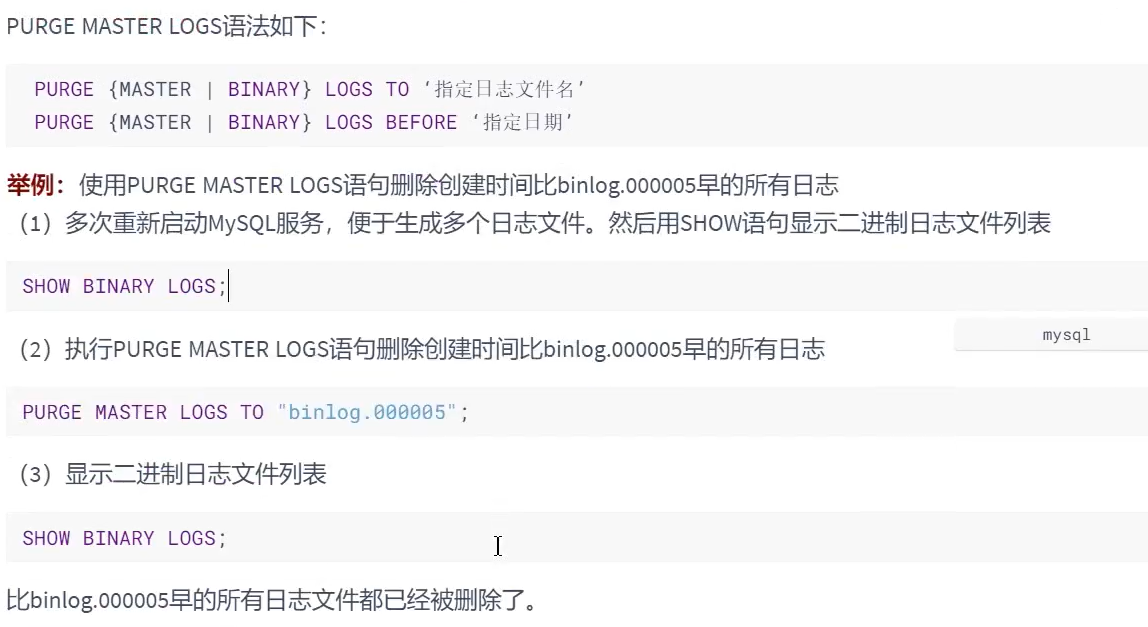 PURGE MASTER LOGS语法如下：
PURGE {MASTER | BINARY} LOGS TO ‘指定日志文件名’
PURGE {MASTER | BINARY} LOGS BEFORE ‘指定日期’
举例：使用PURGE MASTER LOGS语句删除创建时间比binlog.000005早的所有日志
（1）多次重新启动MySQL服务，便于生成多个日志文件。然后用SHOW语句显示二进制日志文件列表
SHOW BINARY LOGS;
（2）执行PURGE MASTER LOGS语句删除创建时间比binlog.000005早的所有日志
mysql
PURGE MASTER LOGS TO "binlog.000005";
（3）显示二进制日志文件列表
SHOW BINARY LOGS;
比binlog.000005早的所有日志文件都已经被删除了。